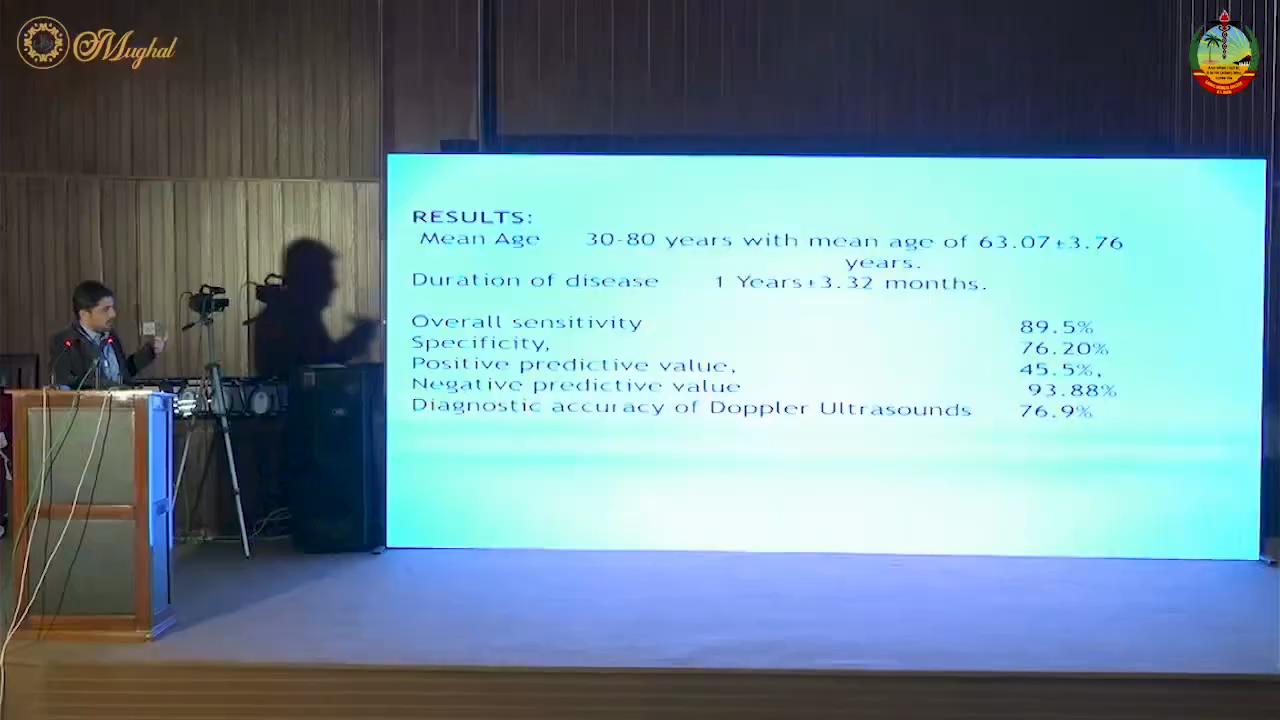 Mughal
RESULTS:
Mean Age 30-80 years with mean age of 63.07±3.76
years.
Duration of disease 1 Years±3.32 months.
Overall sensitivity 89.5%
Specificity, 76.20%
Positive predictive value, 45.5%,
Negative predictive value 93.88%
Diagnostic accuracy of Doppler Ultrasounds 76.9%